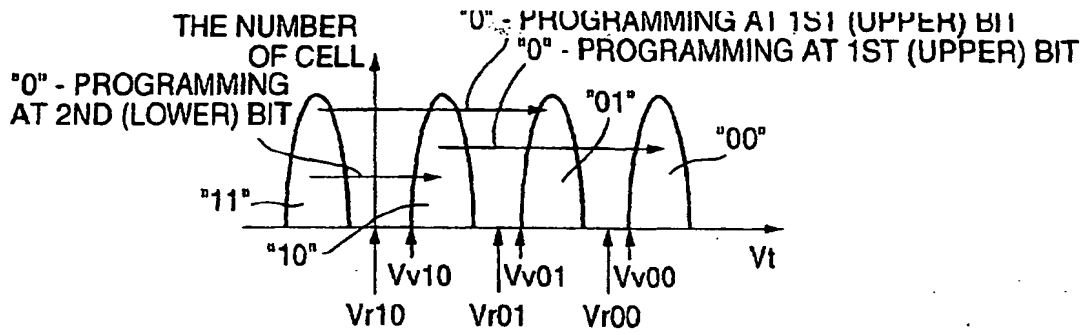 THE NUMBER
OF CELL
"0" - PROGRAMMING AT 1ST (UPPER) BIT
"0" - PROGRAMMING AT 1ST (UPPER) BIT
"0" - PROGRAMMING
AT 2ND (LOWER) BIT
"01"
"00"
"11"
"10"
Vt
Vv10
Vv01
Vv00
Vr10
Vr01
Vr00